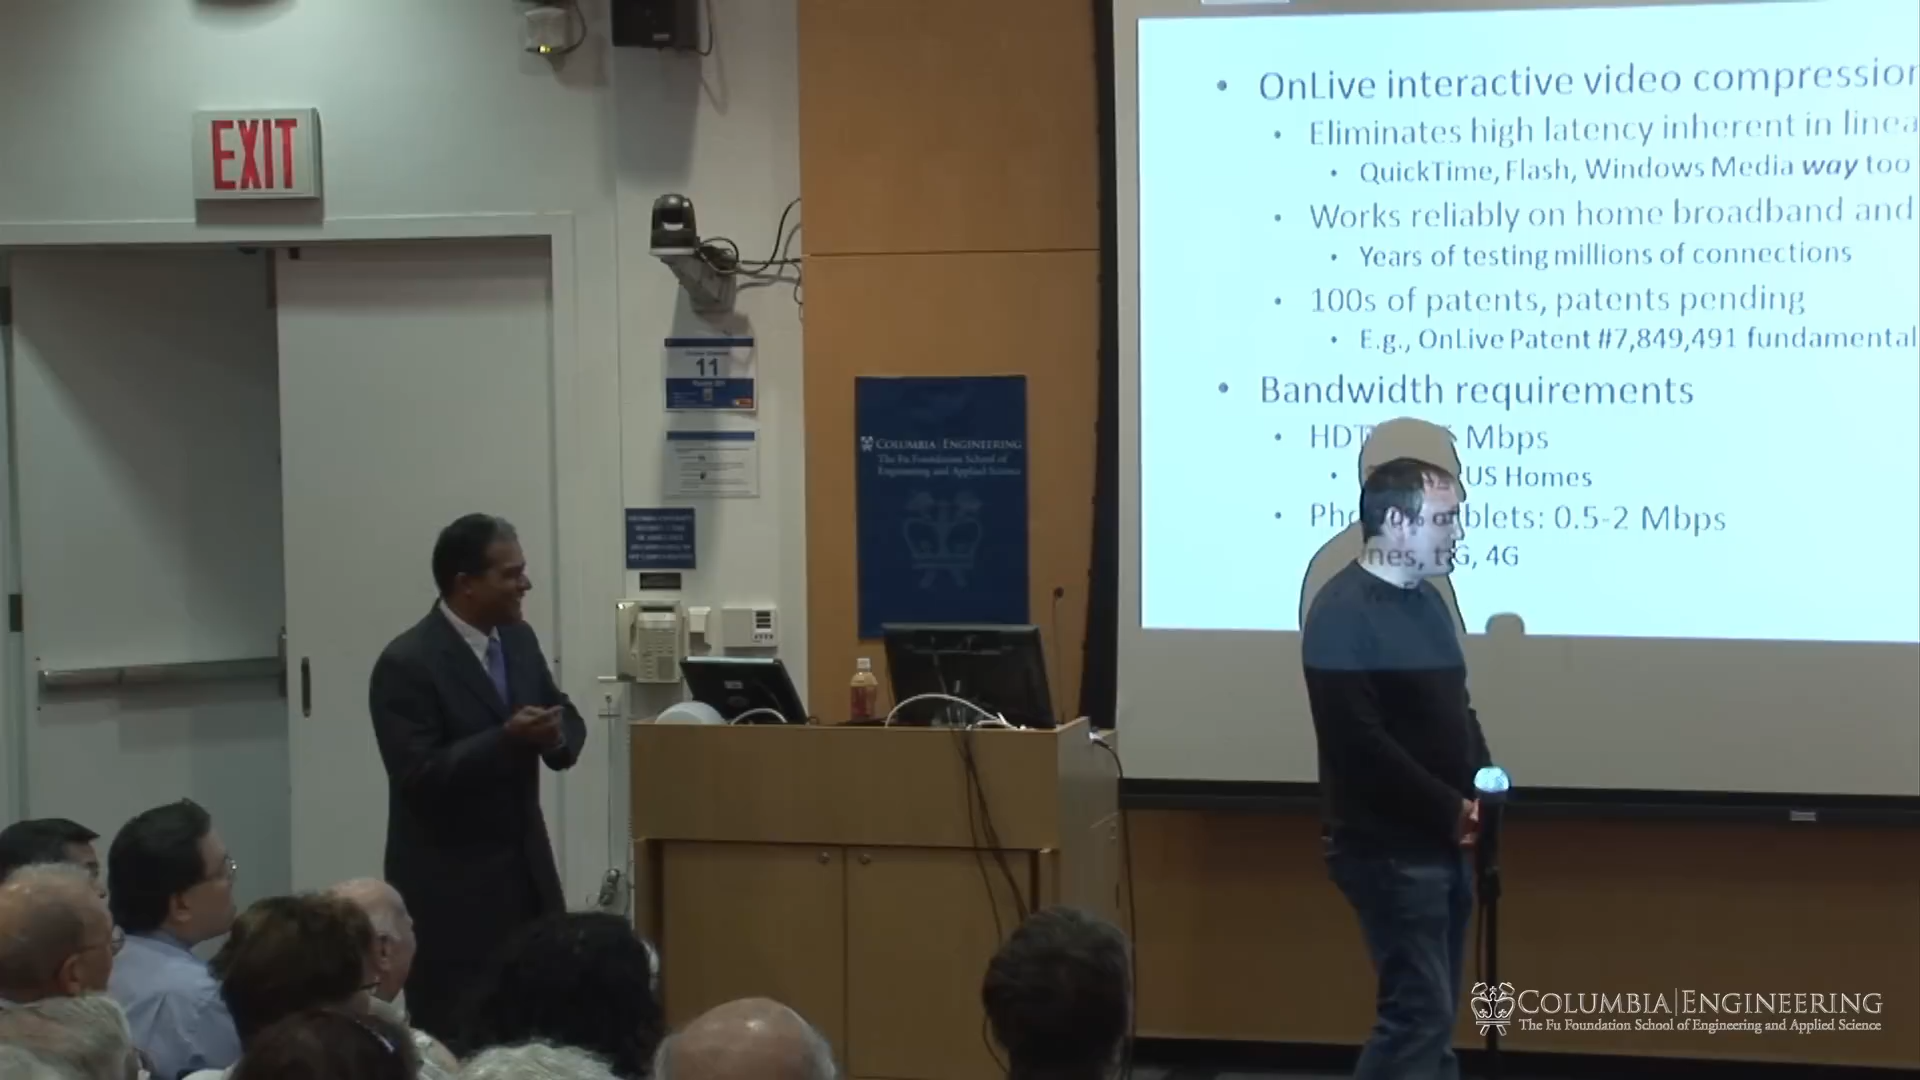 EXIT
11
COLUMBIA | ENGINEERING
The Fu Foundation School of
Engineering and Applied Science
• OnLive interactive video compression
• Eliminates high latency inherent in linea
• QuickTime, Flash, Windows Media way too
• Works reliably on home broadband and
• Years of testing millions of connections
• 100s of patents, patents pending
• E.g., OnLive Patent #7,849,491 fundamental
• Bandwidth requirements
• HDT Mbps
• US Homes
• Pho blets: 0.5-2 Mbps
nes, G, 4G
COLUMBIA | ENGINEERING
The Fu Foundation School of Engineering and Applied Science